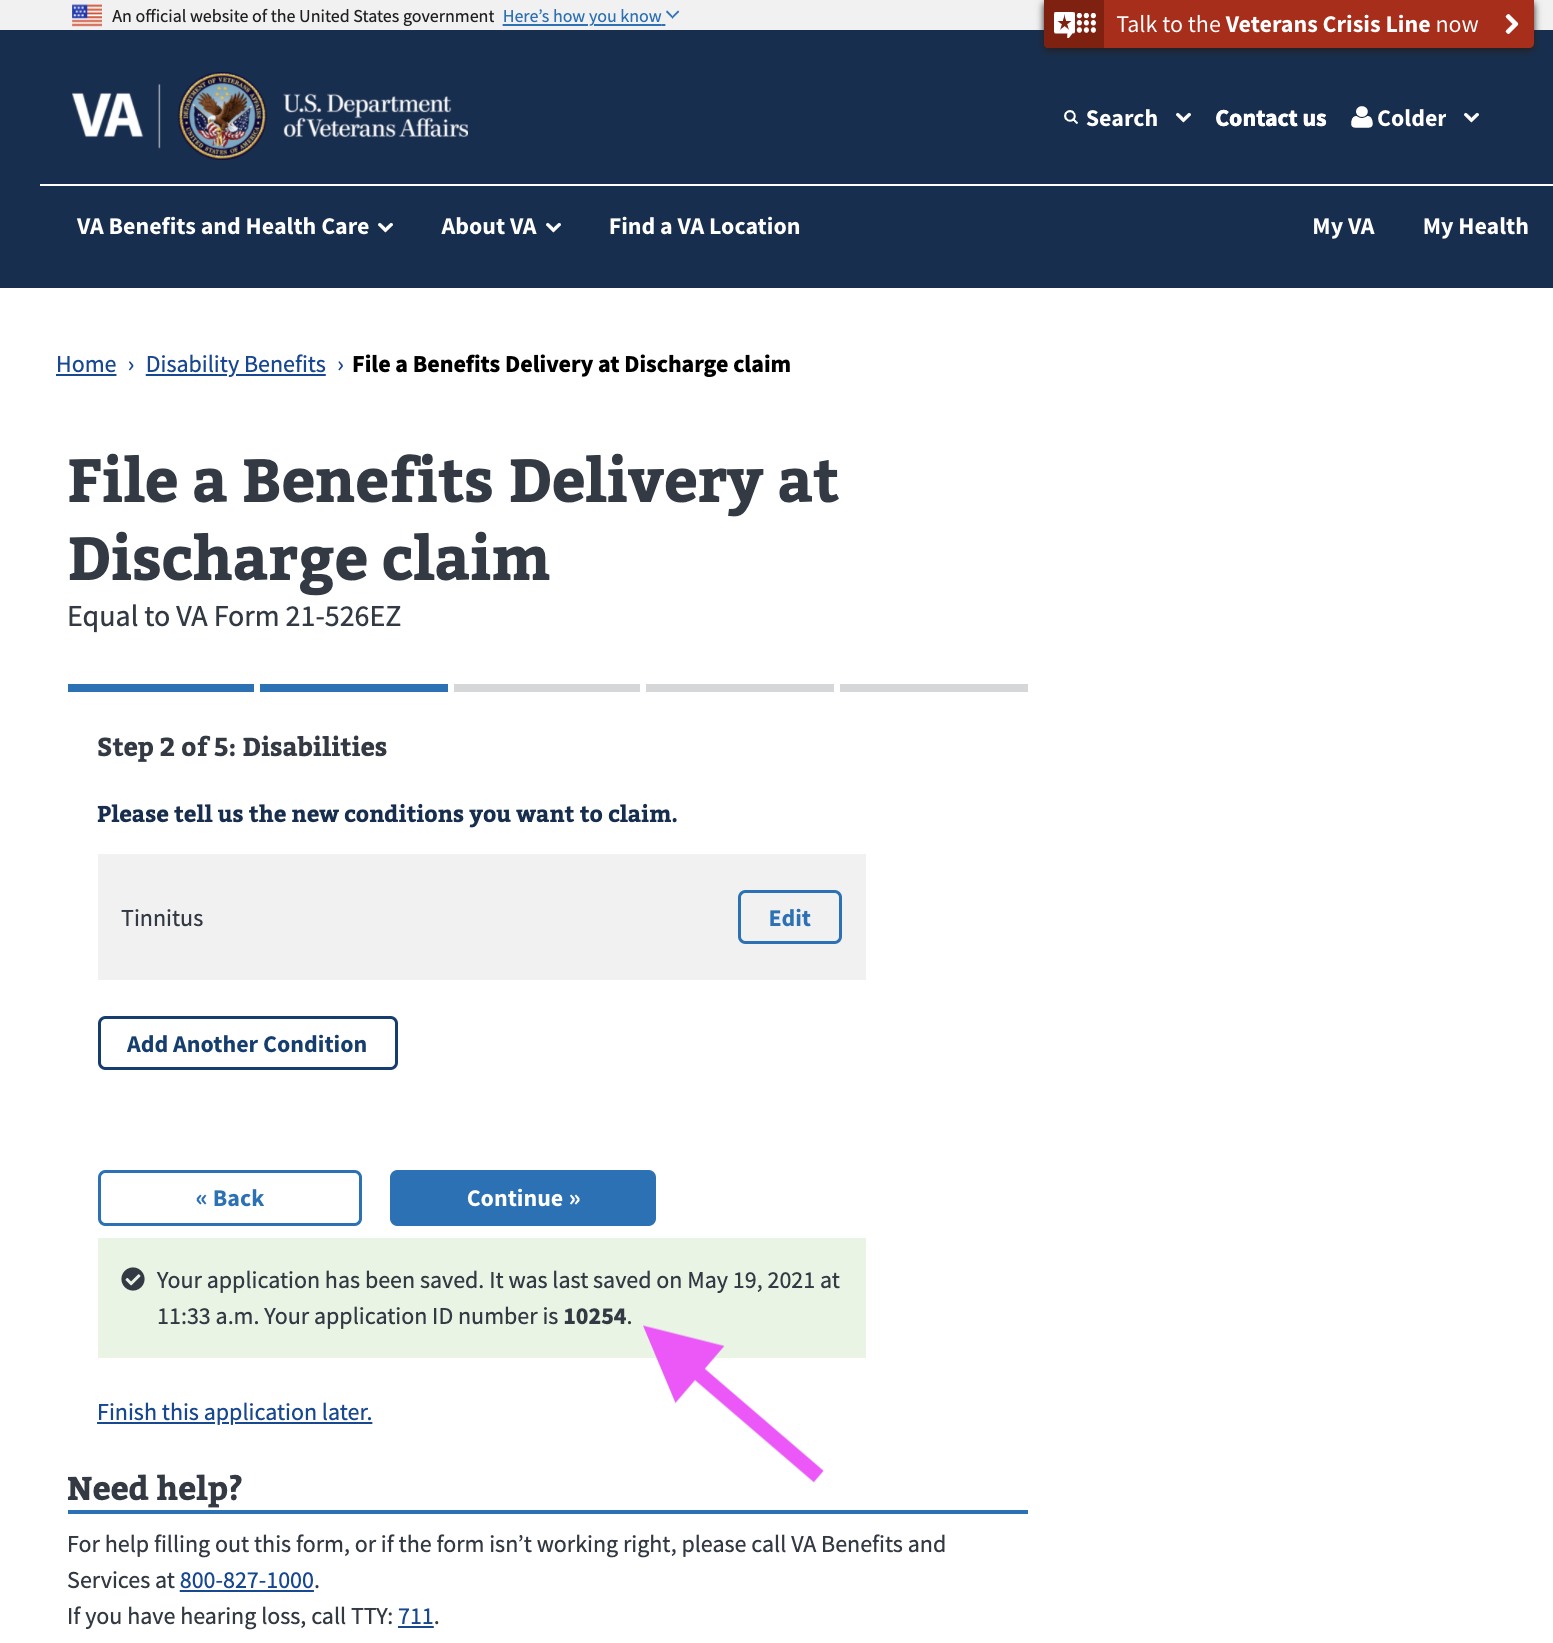 An official website of the United States government Here's how you know
Talk to the Veterans Crisis Line now
VA
U.S. Department
of Veterans Affairs
Search
Contact us
Colder
VA Benefits and Health Care
About VA
Find a VA Location
My VA
My Health
Home › Disability Benefits › File a Benefits Delivery at Discharge claim
File a Benefits Delivery at
Discharge claim
Equal to VA Form 21-526EZ
Step 2 of 5: Disabilities
Please tell us the new conditions you want to claim.
Tinnitus
Edit
Add Another Condition
« Back
Continue »
Your application has been saved. It was last saved on May 19, 2021 at
11:33 a.m. Your application ID number is 10254.
Finish this application later.
Need help?
For help filling out this form, or if the form isn’t working right, please call VA Benefits and
Services at 800-827-1000.
If you have hearing loss, call TTY: 711.